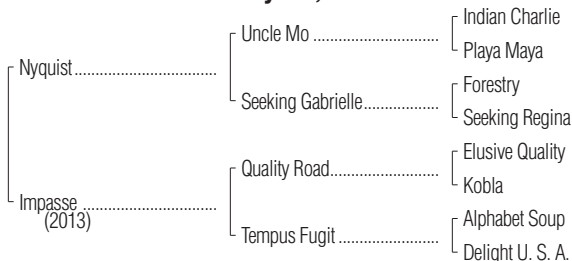 Indian Charlie
Uncle Mo
Playa Maya
Nyquist
Forestry
Seeking Gabrielle
Seeking Regina
Elusive Quality
Quality Road
Kobla
Impasse
(2013)
Alphabet Soup
Tempus Fugit
Delight U. S. A.